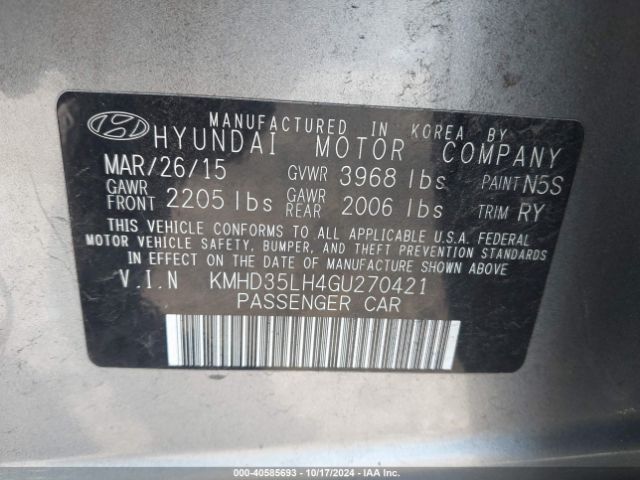 MANUFACTURED IN KOREA BY
HYUNDAI MOTOR COMPANY
MAR/26/15 GVWR 3968 lbs PAINT N5S
GAWR FRONT 2205 lbs GAWR REAR 2006 lbs TRIM RY
THIS VEHICLE CONFORMS TO ALL APPLICABLE U.S.A. FEDERAL
MOTOR VEHICLE SAFETY, BUMPER, AND THEFT PREVENTION STANDARDS
IN EFFECT ON THE DATE OF MANUFACTURE SHOWN ABOVE
V.I.N KMHD35LH4GU270421
PASSENGER CAR
000-40585693 - 10/17/2024 - IAA Inc.